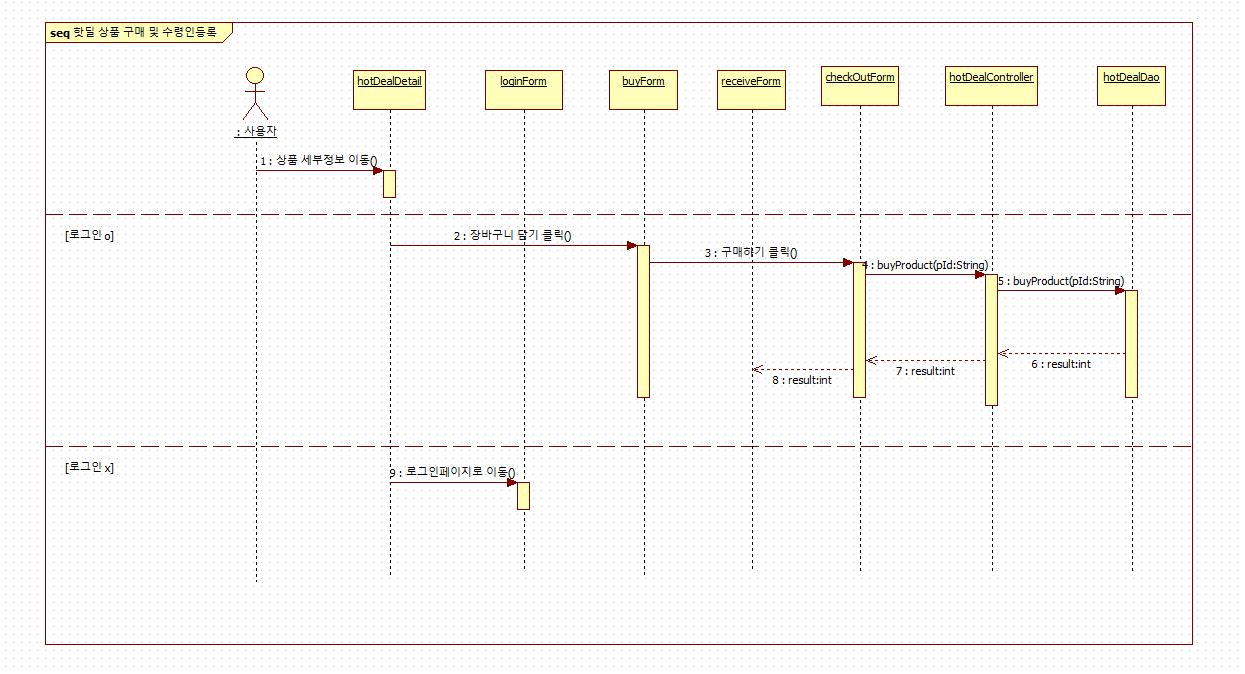 seq 핫딜 상품 구매 및 수령인등록
hotDealDetail
loginForm
buyForm
receiveForm
checkOutForm
hotDealController
hotDealDao
: 사용자
1 : 상품 세부정보 이동()
[로그인 o]
2 : 장바구니 담기 클릭()
3 : 구매하기 클릭()
4 : buyProduct(pId:String)
5 : buyProduct(pId:String)
6 : result:int
7 : result:int
8 : result:int
[로그인 x]
9 : 로그인페이지로 이동()